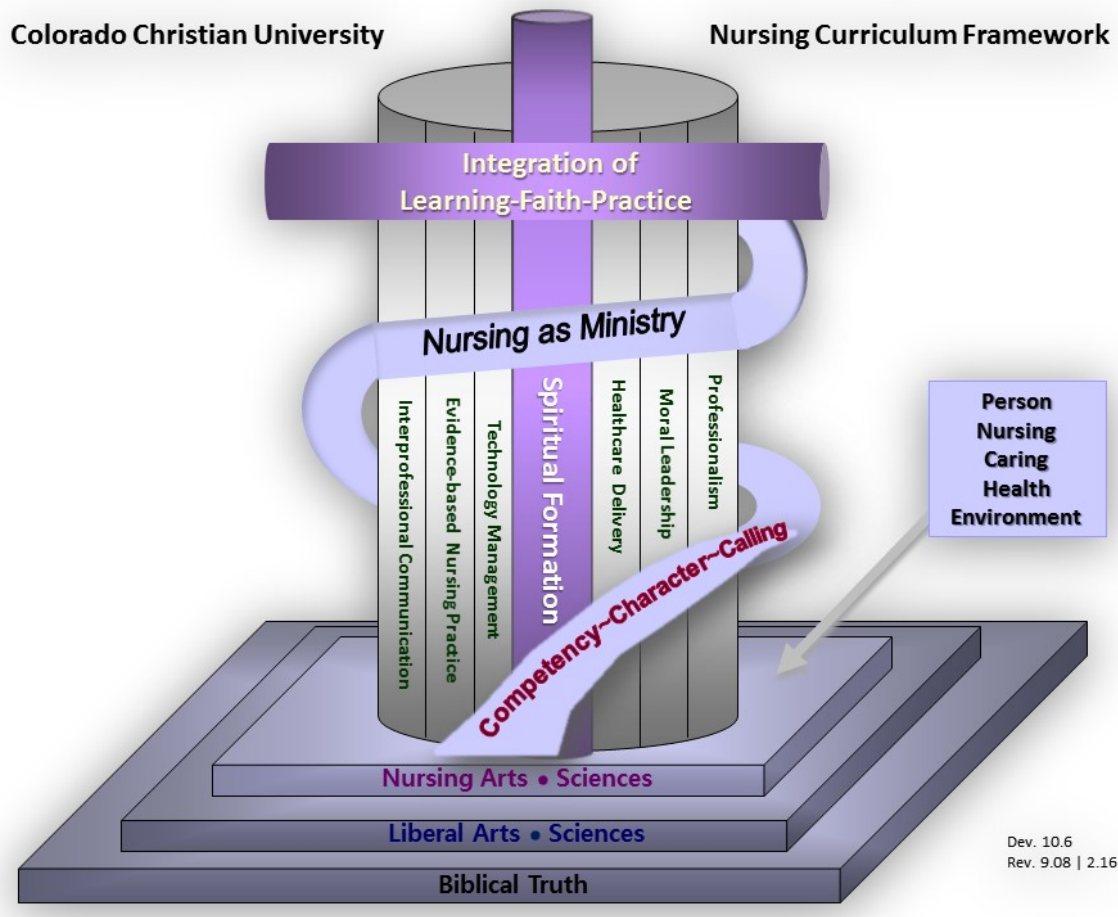 Colorado Christian University
Nursing Curriculum Framework
Integration of
Learning-Faith-Practice
Nursing as Ministry
Interprofessional Communication
Evidence-based Nursing Practice
Technology Management
Spiritual Formation
Healthcare Delivery
Moral Leadership
Professionalism
Person
Nursing
Caring
Health
Environment
Competency~Character~Calling
Nursing Arts • Sciences
Liberal Arts • Sciences
Biblical Truth
Dev. 10.6
Rev. 9.08 | 2.16